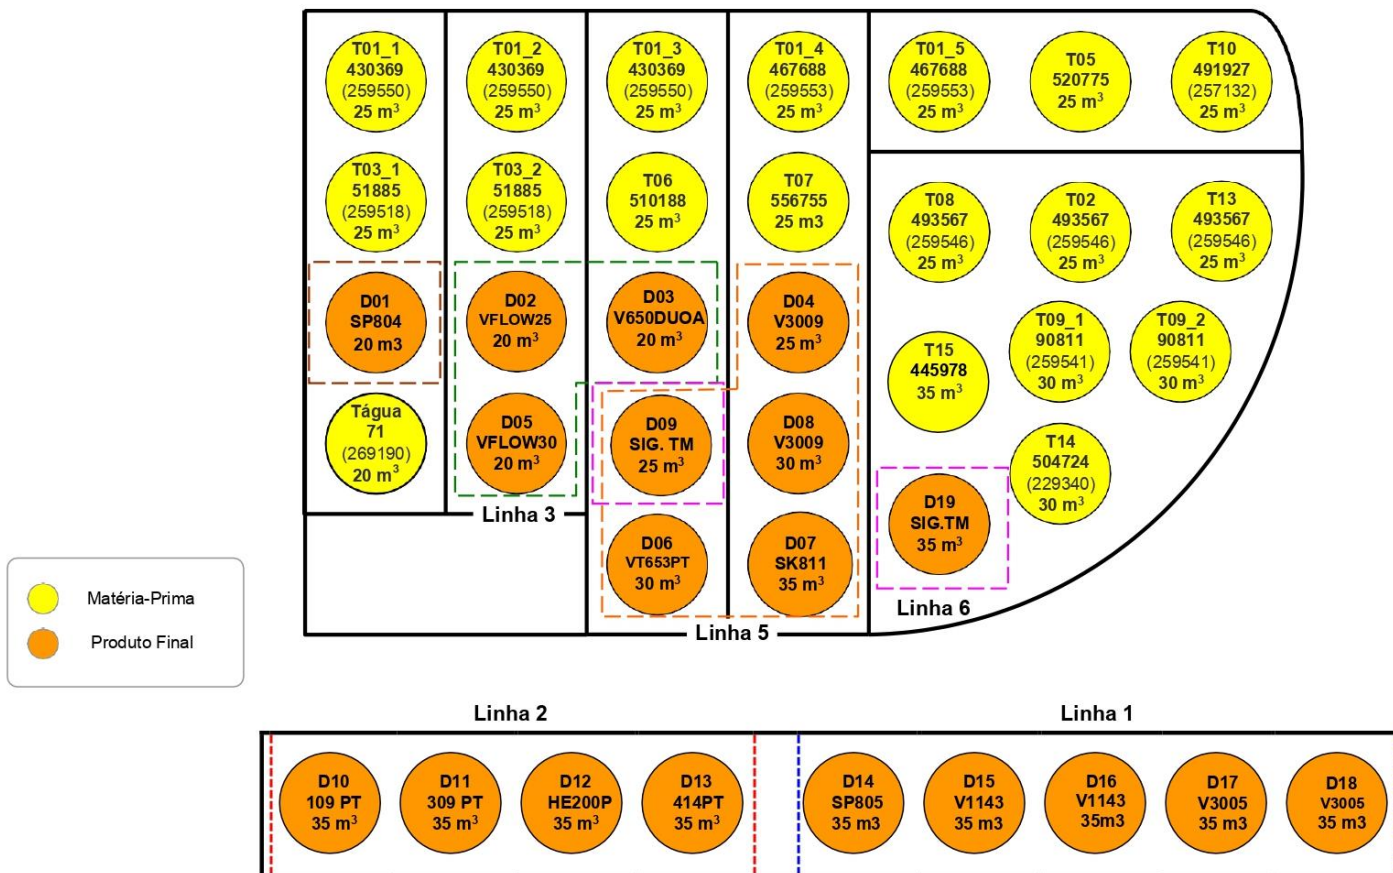 T01_1
430369
(259550)
25 m³
T01_2
430369
(259550)
25 m³
T01_3
430369
(259550)
25 m³
T01_4
467688
(259553)
25 m³
T01_5
467688
(259553)
25 m³
T05
520775
25 m³
T10
491927
(257132)
25 m³
T03_1
51885
(259518)
25 m³
T03_2
51885
(259518)
25 m³
T06
510188
25 m³
T07
556755
25 m3
T08
493567
(259546)
25 m³
T02
493567
(259546)
25 m³
T13
493567
(259546)
25 m³
D01
SP804
20 m3
D02
VFLOW25
20 m³
D03
V650DUOA
20 m³
D04
V3009
25 m³
T15
445978
35 m³
T09_1
90811
(259541)
30 m³
T09_2
90811
(259541)
30 m³
Tágua
71
(269190)
20 m³
D05
VFLOW30
20 m³
D09
SIG. TM
25 m³
D08
V3009
30 m³
T14
504724
(229340)
30 m³
Linha 3
D06
VT653PT
30 m³
D07
SK811
35 m³
D19
SIG.TM
35 m³
Linha 6
Linha 5
Matéria-Prima
Produto Final
Linha 2
Linha 1
D10
109 PT
35 m³
D11
309 PT
35 m³
D12
HE200P
35 m³
D13
414PT
35 m³
D14
SP805
35 m3
D15
V1143
35 m3
D16
V1143
35m3
D17
V3005
35 m3
D18
V3005
35 m3